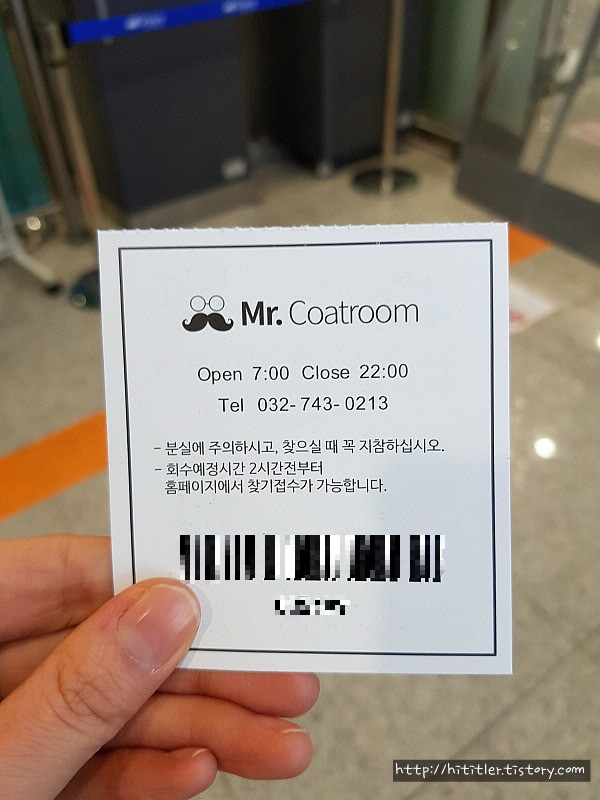 Mr. Coatroom
Open 7:00 Close 22:00
Tel 032-743-0213
- 분실에 주의하시고, 찾으실 때 꼭 지참하십시오.
- 회수예정시간 2시간전부터
홈페이지에서 찾기접수가 가능합니다.
http://hititler.tistory.com